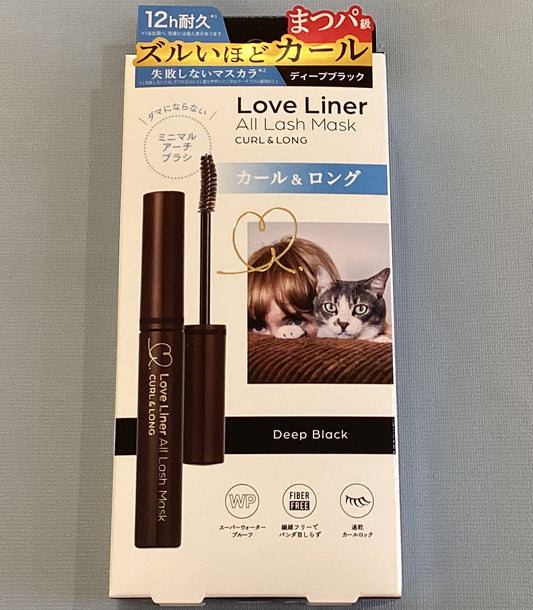 12h耐久※1
まつパ級
ズルいほどカール
失敗しないマスカラ※2
ディープブラック
ダマにならない
ミニマル
アーチ
ブラシ
Love Liner
All Lash Mask
CURL & LONG
カール & ロング
Love Liner All Lash Mask
CURL & LONG
Deep Black
WP
スーパーウォーター
プルーフ
FIBER
FREE
繊維フリーで
パンダ目しらず
速乾
カールロック